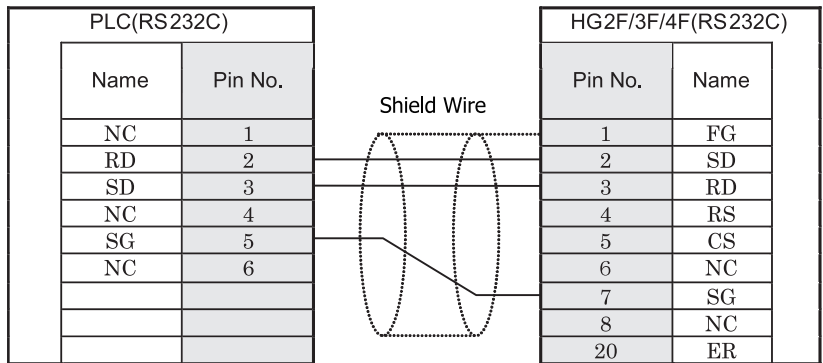 PLC(RS232C) HG2F/3F/4F(RS232C)
Name Pin No. Pin No. Name
Shield Wire
NC 1 1 FG
RD 2 2 SD
SD 3 3 RD
NC 4 4 RS
SG 5 5 CS
NC 6 6 NC
7 SG
8 NC
20 ER